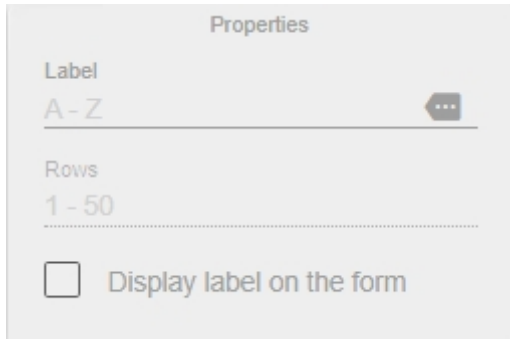 Properties
Label
A - Z
Rows
1 - 50
Display label on the form